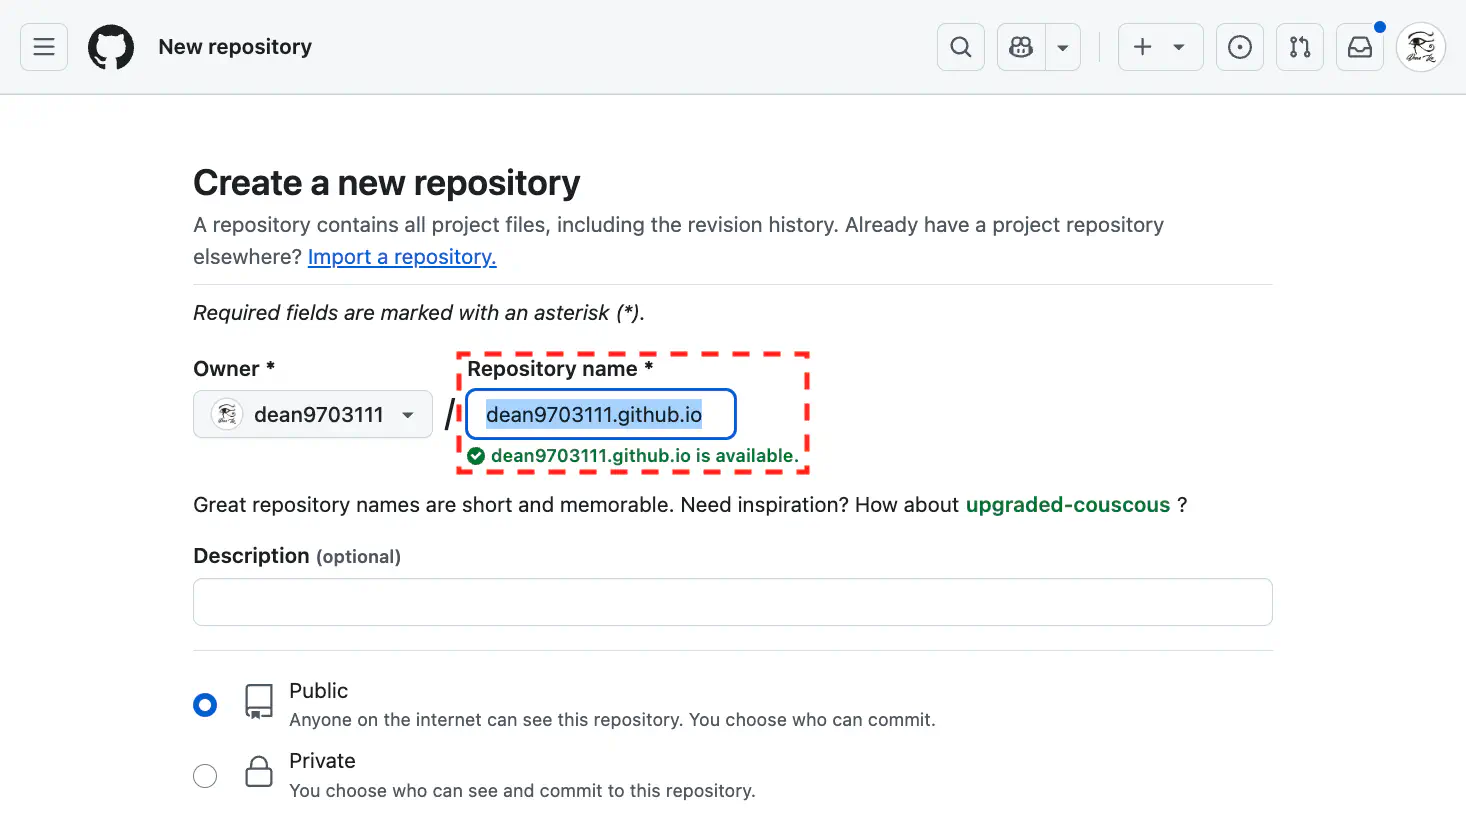 New repository
Create a new repository
A repository contains all project files, including the revision history. Already have a project repository
elsewhere? Import a repository.
Required fields are marked with an asterisk (*).
Owner *
Repository name *
dean9703111
/
dean9703111.github.io
dean9703111.github.io is available.
Great repository names are short and memorable. Need inspiration? How about upgraded-couscous ?
Description (optional)
Public
Anyone on the internet can see this repository. You choose who can commit.
Private
You choose who can see and commit to this repository.